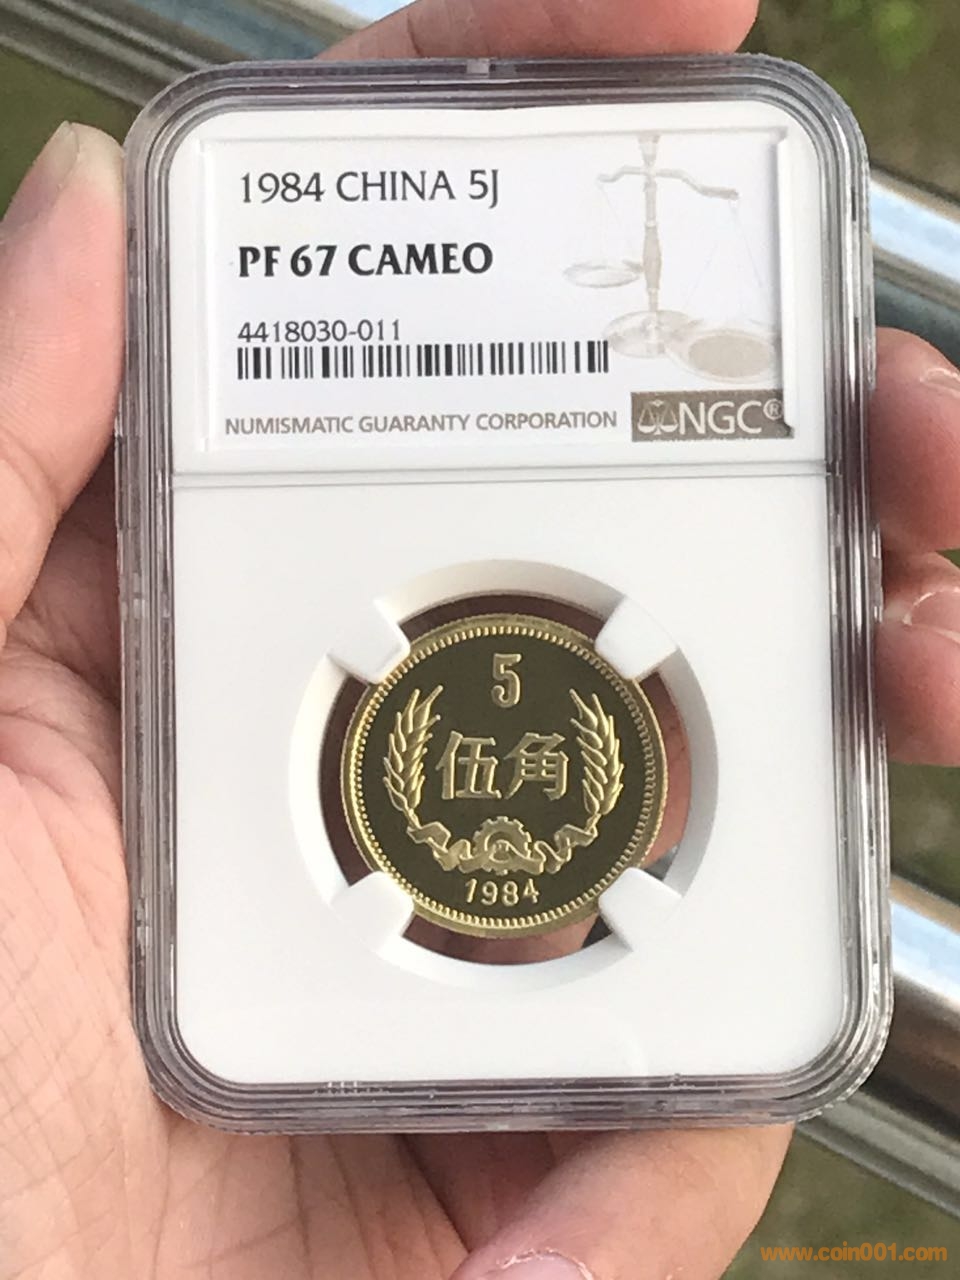 1984 CHINA 5J
PF 67 CAMEO
4418030-011
NUMISMATIC GUARANTY CORPORATION
NGC®
5
伍角
1984
www.coin001.com